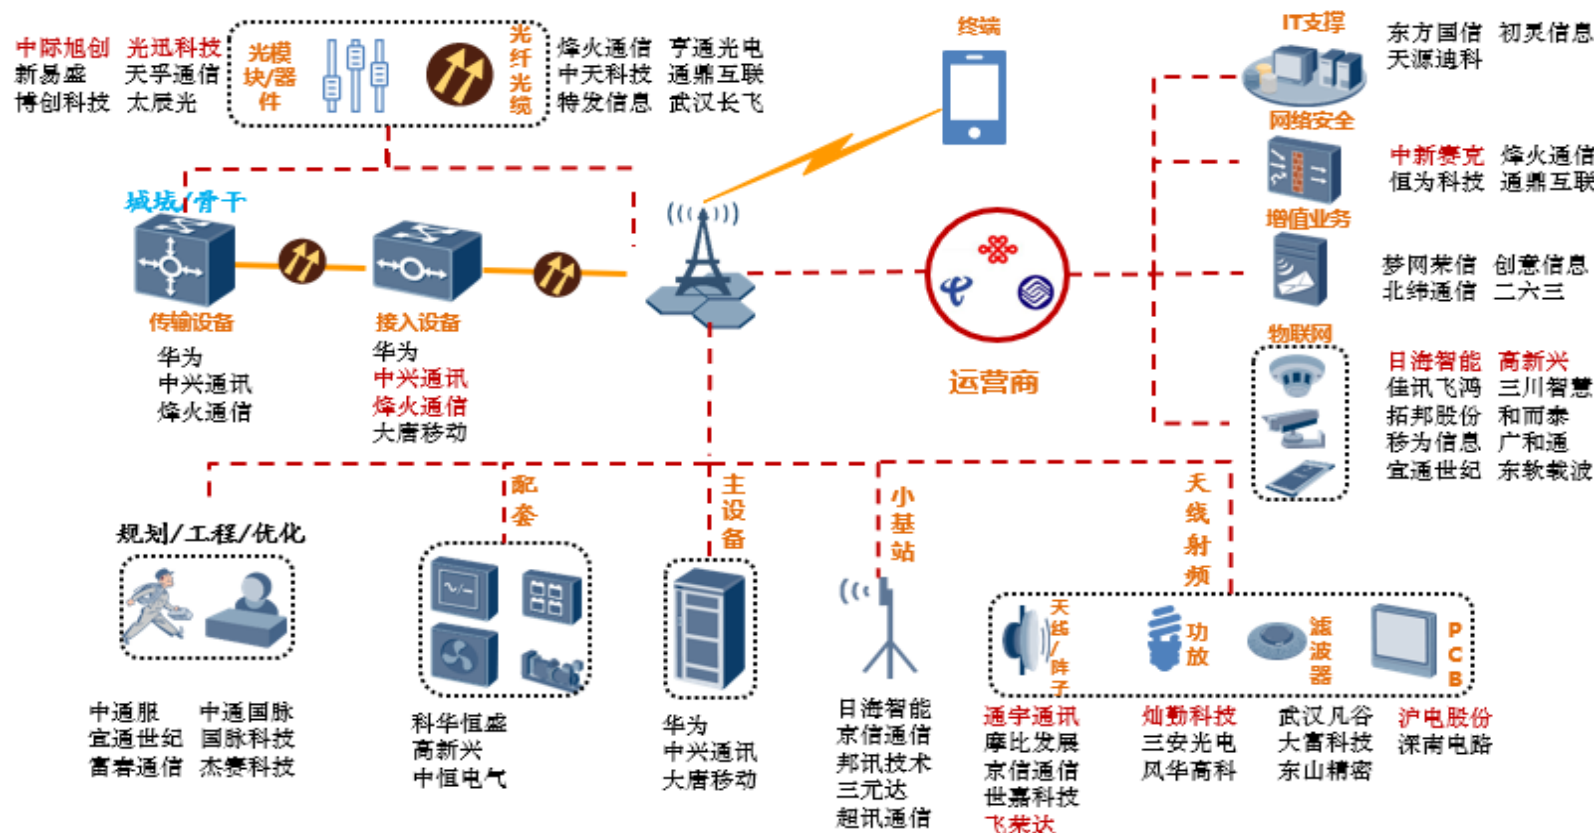 中际旭创 光迅科技
新易盛 天孚通信
博创科技 太辰光
光模
块/器
件
光纤光缆
烽火通信 亨通光电
中天科技 通鼎互联
特发信息 武汉长飞
终端
IT支撑
东方国信 初灵信息
天源迪科
网络安全
中新赛克 烽火通信
恒为科技 通鼎互联
增值业务
梦网荣信 创意信息
北纬通信 二六三
物联网
日海智能 高新兴
佳讯飞鸿 三川智慧
拓邦股份 和而泰
移为信息 广和通
宜通世纪 东软载波
城域/骨干
传输设备
华为
中兴通讯
烽火通信
接入设备
华为
中兴通讯
烽火通信
大唐移动
运营商
规划/工程/优化
中通服 中通国脉
宜通世纪 国脉科技
富春通信 杰赛科技
配套
科华恒盛
高新兴
中恒电气
主设备
华为
中兴通讯
大唐移动
小基站
日海智能
京信通信
邦讯技术
三元达
超讯通信
天线射频
天线/阵子
通宇通讯
摩比发展
京信通信
世嘉科技
飞荣达
功放
灿勤科技
三安光电
风华高科
滤波器
武汉凡谷
大富科技
东山精密
PCB
沪电股份
深南电路